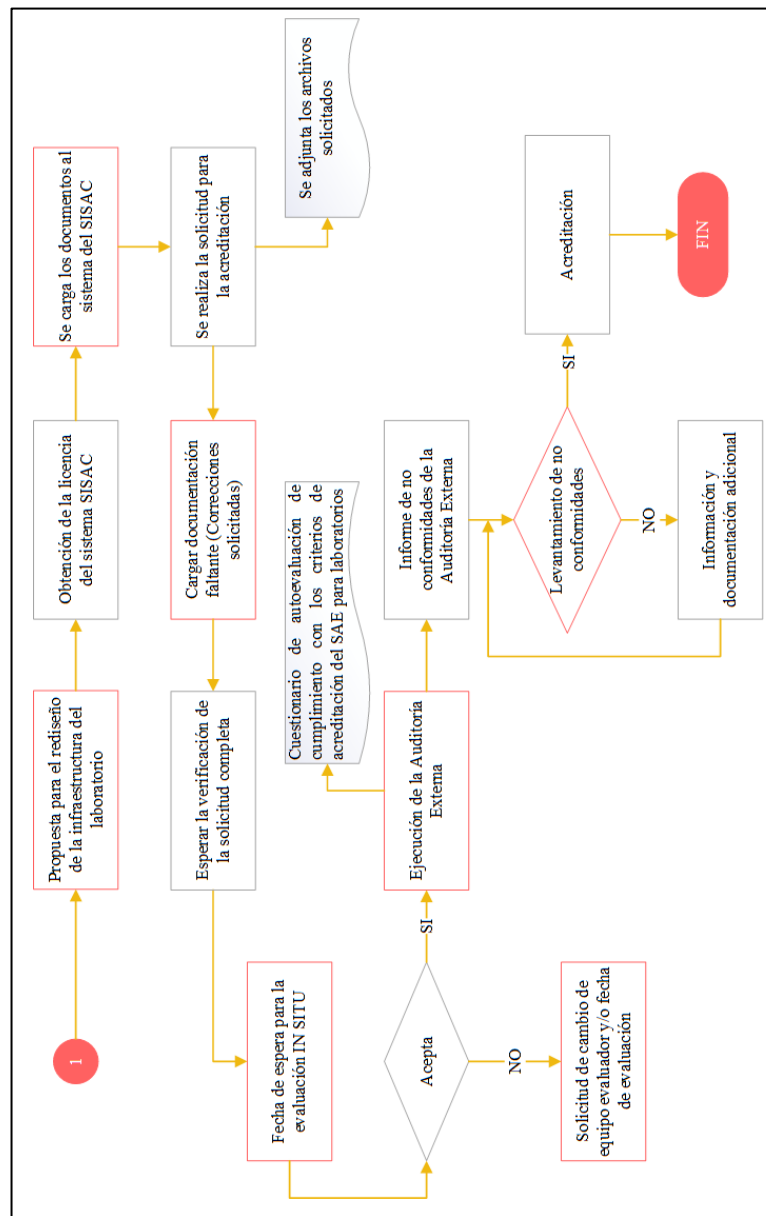 1
Propuesta para el rediseño
de la infraestructura del
laboratorio
Obtención de la licencia
del sistema SISAC
Se carga los documentos al
sistema del SISAC
Se realiza la solicitud para
la acreditación
Se adjunta los archivos
solicitados
Cargar documentación
faltante (Correcciones
solicitadas)
Esperar la verificación de
la solicitud completa
Fecha de espera para la
evaluación IN SITU
Acepta
NO
Solicitud de cambio de
equipo evaluador y/o fecha
de evaluación
SI
Ejecución de la Auditoría
Externa
Cuestionario de autoevaluación de
cumplimiento con los criterios de
acreditación del SAE para laboratorios
Informe de no
conformidades de la
Auditoría Externa
Levantamiento de no
conformidades
NO
Información y
documentación adicional
SI
Acreditación
FIN